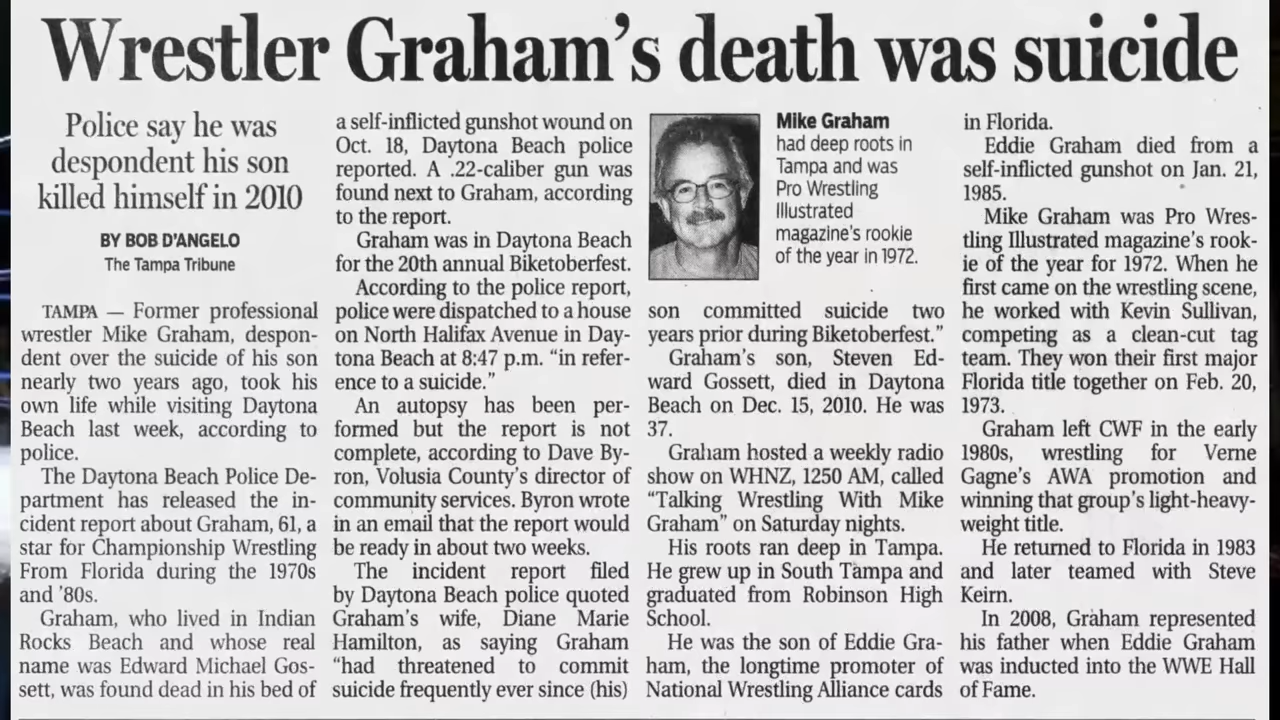 Wrestler Graham's death was suicide
Police say he was
despondent his son
killed himself in 2010
BY BOB D'ANGELO
The Tampa Tribune
TAMPA — Former professional
wrestler Mike Graham, despon-
dent over the suicide of his son
nearly two years ago, took his
own life while visiting Daytona
Beach last week, according to
police.
The Daytona Beach Police De-
partment has released the in-
cident report about Graham, 61, a
star for Championship Wrestling
From Florida during the 1970s
and '80s.
Graham, who lived in Indian
Rocks Beach and whose real
name was Edward Michael Gos-
sett, was found dead in his bed of
a self-inflicted gunshot wound on
Oct. 18, Daytona Beach police
reported. A .22-caliber gun was
found next to Graham, according
to the report.
Graham was in Daytona Beach
for the 20th annual Biketoberfest.
According to the police report,
police were dispatched to a house
on North Halifax Avenue in Day-
tona Beach at 8:47 p.m. "in refer-
ence to a suicide."
An autopsy has been per-
formed but the report is not
complete, according to Dave By-
ron, Volusia County's director of
community services. Byron wrote
in an email that the report would
be ready in about two weeks.
The incident report filed
by Daytona Beach police quoted
Graham's wife, Diane Marie
Hamilton, as saying Graham
"had threatened to commit
suicide frequently ever since (his)
Mike Graham
had deep roots in
Tampa and was
Pro Wrestling
Illustrated
magazine's rookie
of the year in 1972.
son committed suicide two
years prior during Biketoberfest."
Graham's son, Steven Ed-
ward Gossett, died in Daytona
Beach on Dec. 15, 2010. He was
37.
Graham hosted a weekly radio
show on WHNZ, 1250 AM, called
"Talking Wrestling With Mike
Graham" on Saturday nights.
His roots ran deep in Tampa.
He grew up in South Tampa and
graduated from Robinson High
School.
He was the son of Eddie Gra-
ham, the longtime promoter of
National Wrestling Alliance cards
in Florida.
Eddie Graham died from a
self-inflicted gunshot on Jan. 21,
1985.
Mike Graham was Pro Wres-
tling Illustrated magazine's rook-
ie of the year for 1972. When he
first came on the wrestling scene,
he worked with Kevin Sullivan,
competing as a clean-cut tag
team. They won their first major
Florida title together on Feb. 20,
1973.
Graham left CWF in the early
1980s, wrestling for Verne
Gagne's AWA promotion and
winning that group's light-heavy-
weight title.
He returned to Florida in 1983
and later teamed with Steve
Keirn.
In 2008, Graham represented
his father when Eddie Graham
was inducted into the WWE Hall
of Fame.